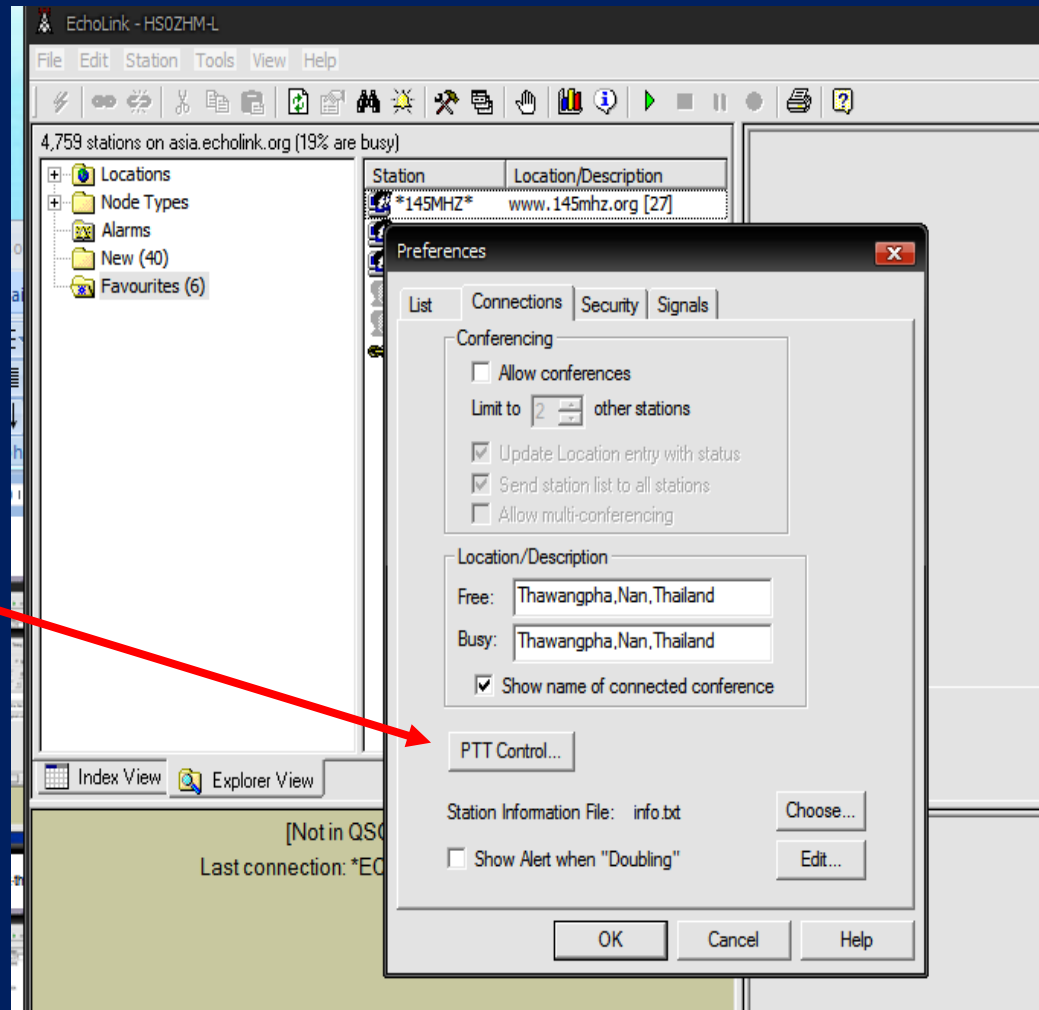 EchoLink - HS0ZHM-L
File Edit Station Tools View Help
4,759 stations on asia.echolink.org (19% are busy)
Locations
Node Types
Alarms
New (40)
Favourites (6)
Station Location/Description
*145MHZ* www.145mhz.org [27]
Preferences
List Connections Security Signals
Conferencing
Allow conferences
Limit to 2 other stations
Update Location entry with status
Send station list to all stations
Allow multi-conferencing
Location/Description
Free: Thawangpha,Nan,Thailand
Busy: Thawangpha,Nan,Thailand
Show name of connected conference
PTT Control...
Station Information File: info.txt Choose...
Show Alert when "Doubling" Edit...
OK Cancel Help
Index View Explorer View
[Not in QSO
Last connection: *EC